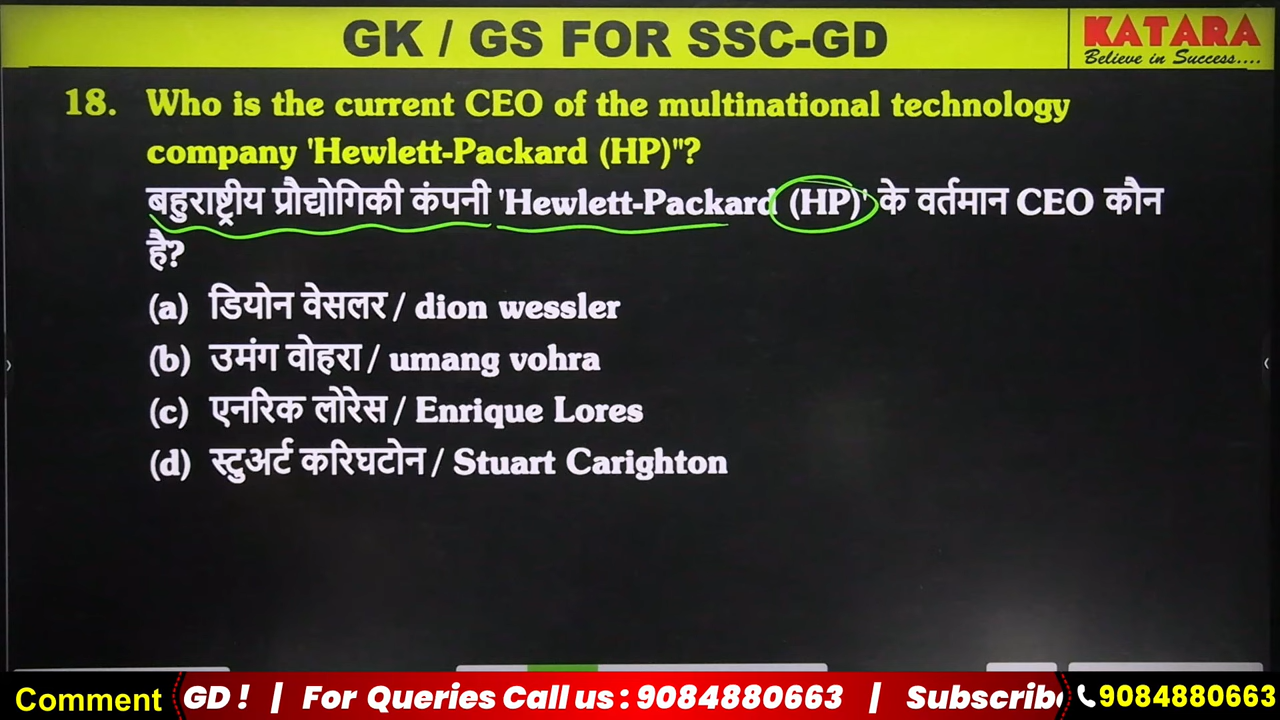 GK / GS FOR SSC-GD
KATARA
Believe in Success....
18. Who is the current CEO of the multinational technology
company 'Hewlett-Packard (HP)"?
बहुराष्ट्रीय प्रौद्योगिकी कंपनी 'Hewlett-Packard (HP)' के वर्तमान CEO कौन
है?
(a) डियोन वेसलर / dion wessler
(b) उमंग वोहरा / umang vohra
(c) एनरिक लोरेस / Enrique Lores
(d) स्टुअर्ट करिघटोन / Stuart Carighton
Comment GD ! | For Queries Call us : 9084880663 | Subscribe 9084880663